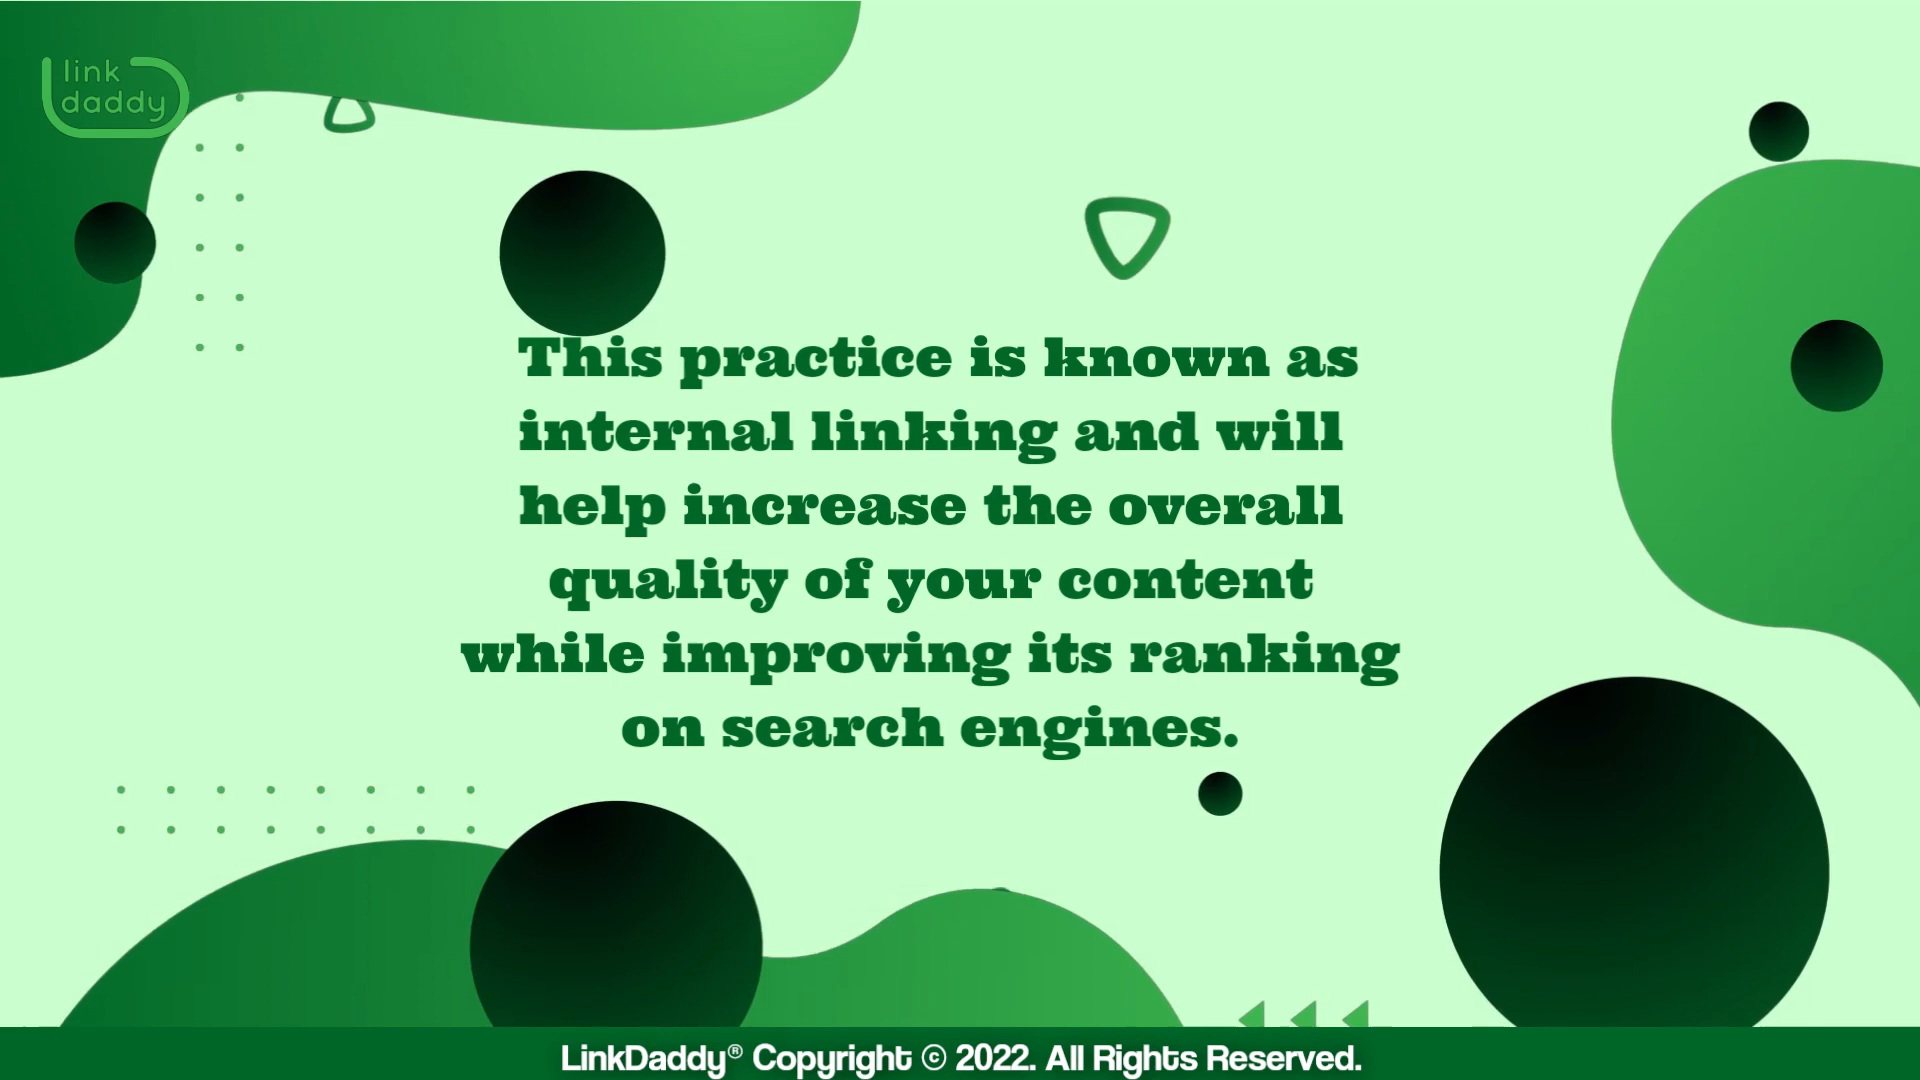 link
daddy
This practice is known as
internal linking and will
help increase the overall
quality of your content
while improving its ranking
on search engines.
LinkDaddy® Copyright © 2022. All Rights Reserved.